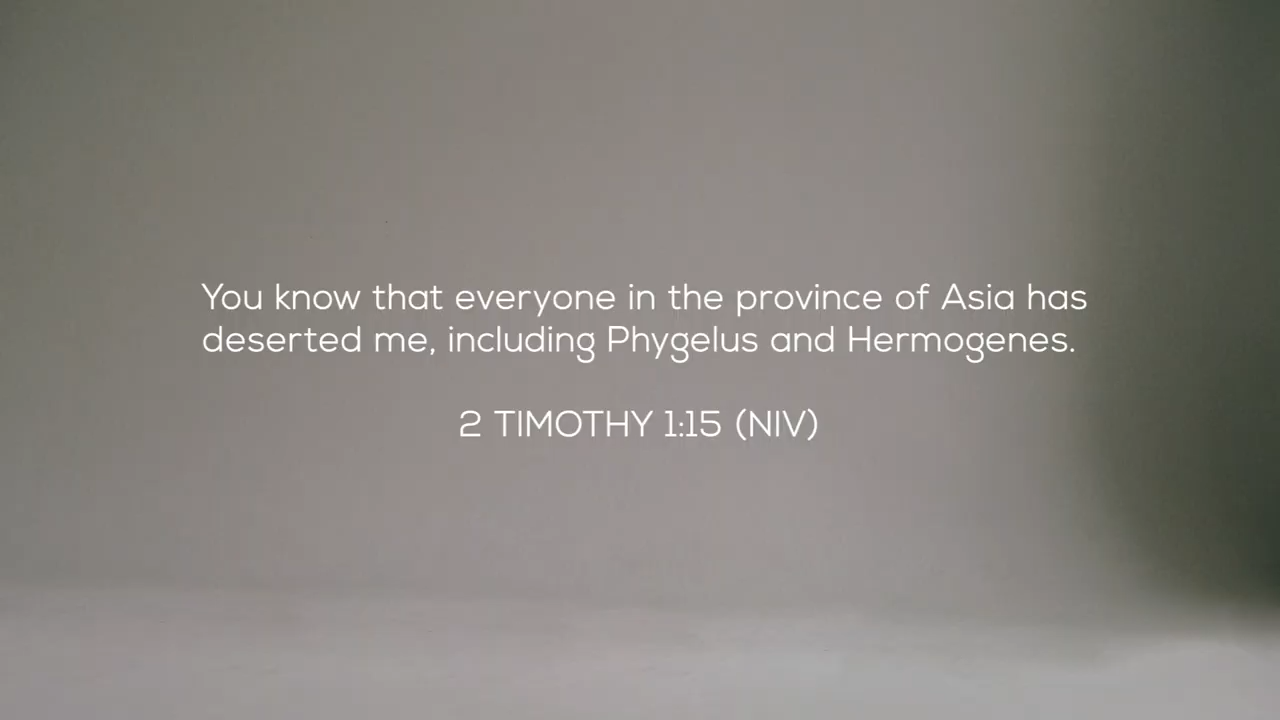 You know that everyone in the province of Asia has
deserted me, including Phygelus and Hermogenes.
2 TIMOTHY 1:15 (NIV)